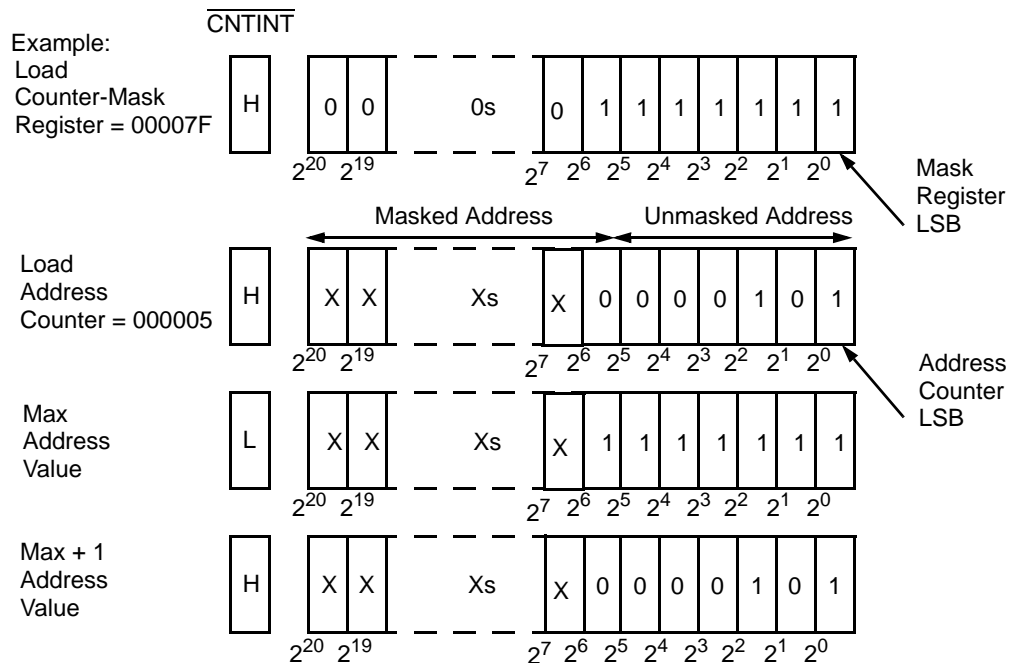 CNTINT
Example:
Load
Counter-Mask
Register = 00007F
H 0 0 0s 0 1 1 1 1 1 1 1
2^20 2^19 2^7 2^6 2^5 2^4 2^3 2^2 2^1 2^0
Mask
Register
LSB
Masked Address Unmasked Address
Load
Address
Counter = 000005
H X X Xs X 0 0 0 0 1 0 1
2^20 2^19 2^7 2^6 2^5 2^4 2^3 2^2 2^1 2^0
Address
Counter
LSB
Max
Address
Value
L X X Xs X 1 1 1 1 1 1 1
2^20 2^19 2^7 2^6 2^5 2^4 2^3 2^2 2^1 2^0
Max + 1
Address
Value
H X X Xs X 0 0 0 0 1 0 1
2^20 2^19 2^7 2^6 2^5 2^4 2^3 2^2 2^1 2^0